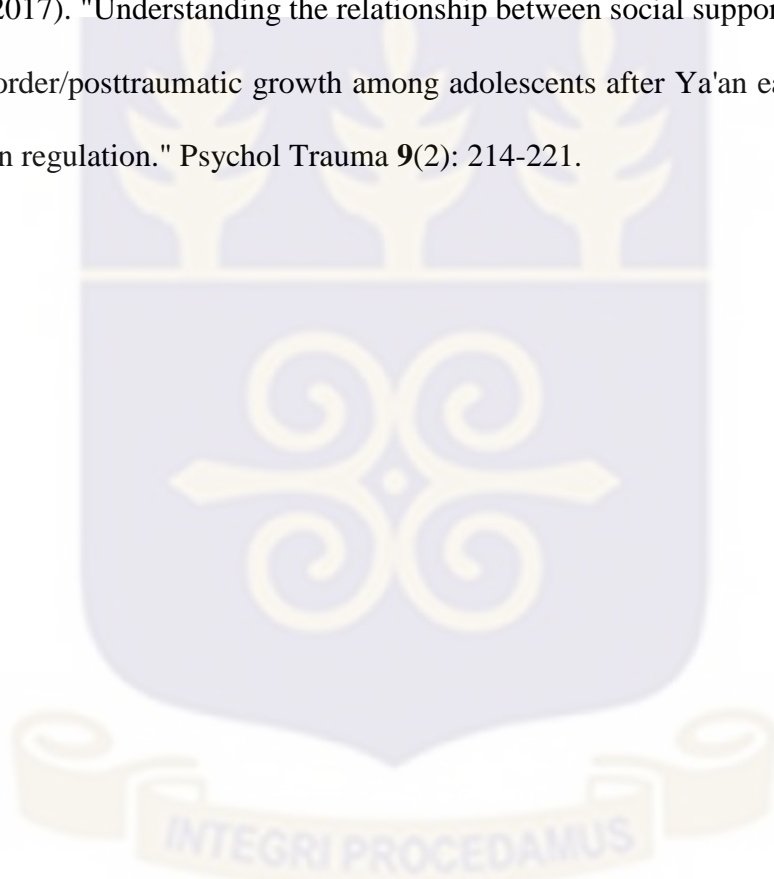 2017). "Understanding the relationship between social suppor
order/posttraumatic growth among adolescents after Ya'an ea
n regulation." Psychol Trauma 9(2): 214-221.
INTEGRI PROCEDAMUS